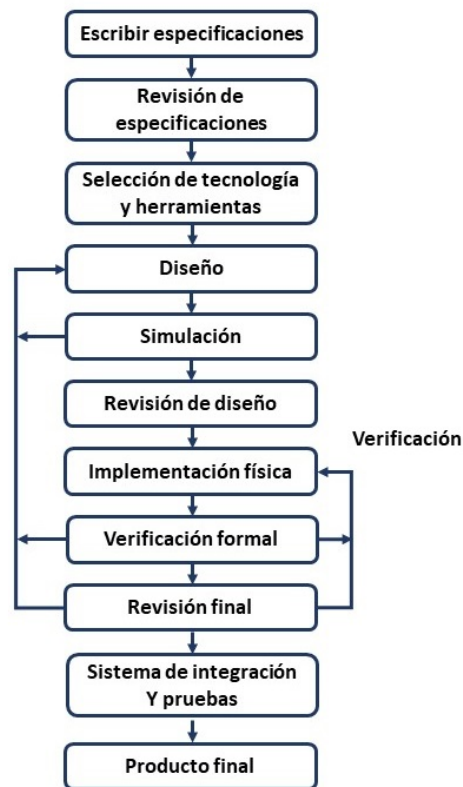 Escribir especificaciones
Revisión de
especificaciones
Selección de tecnología
y herramientas
Diseño
Simulación
Revisión de diseño
Verificación
Implementación física
Verificación formal
Revisión final
Sistema de integración
Y pruebas
Producto final